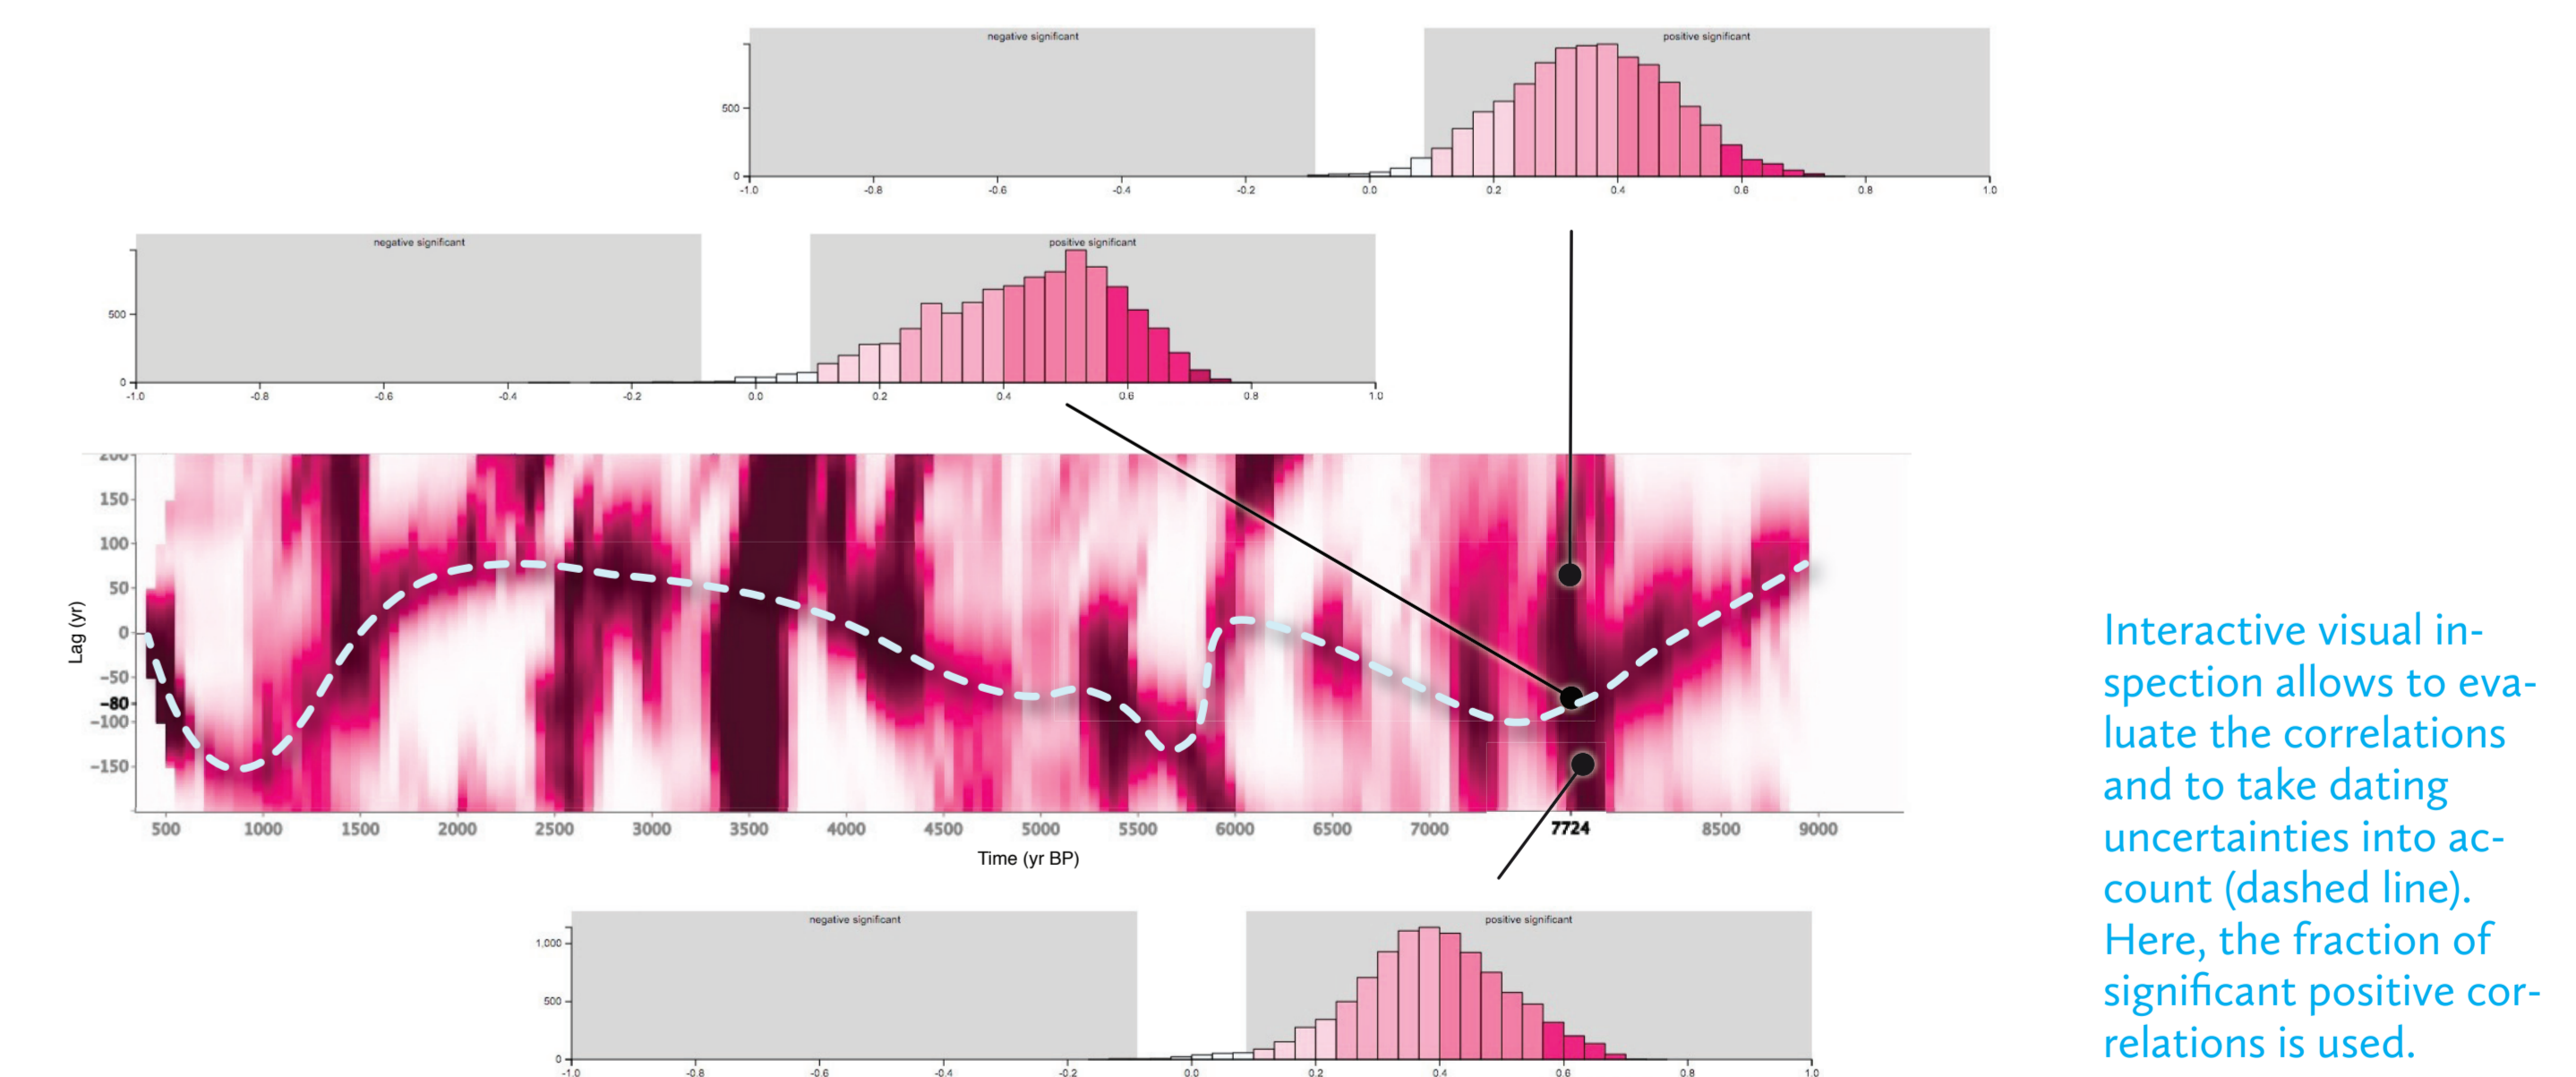 negative significant
positive significant
500
0
-1.0 -0.8 -0.6 -0.4 -0.2 0.0 0.2 0.4 0.6 0.8 1.0
negative significant
positive significant
500
0
-1.0 -0.8 -0.6 -0.4 -0.2 0.0 0.2 0.4 0.6 0.8 1.0
200
150
100
50
0
−50
−80
−100
−150
Lag (yr)
500 1000 1500 2000 2500 3000 3500 4000 4500 5000 5500 6000 6500 7000 7724 8500 9000
Time (yr BP)
negative significant
positive significant
1,000
500
0
-1.0 -0.8 -0.6 -0.4 -0.2 0.0 0.2 0.4 0.6 0.8 1.0
Interactive visual in-
spection allows to eva-
luate the correlations
and to take dating
uncertainties into ac-
count (dashed line).
Here, the fraction of
significant positive cor-
relations is used.